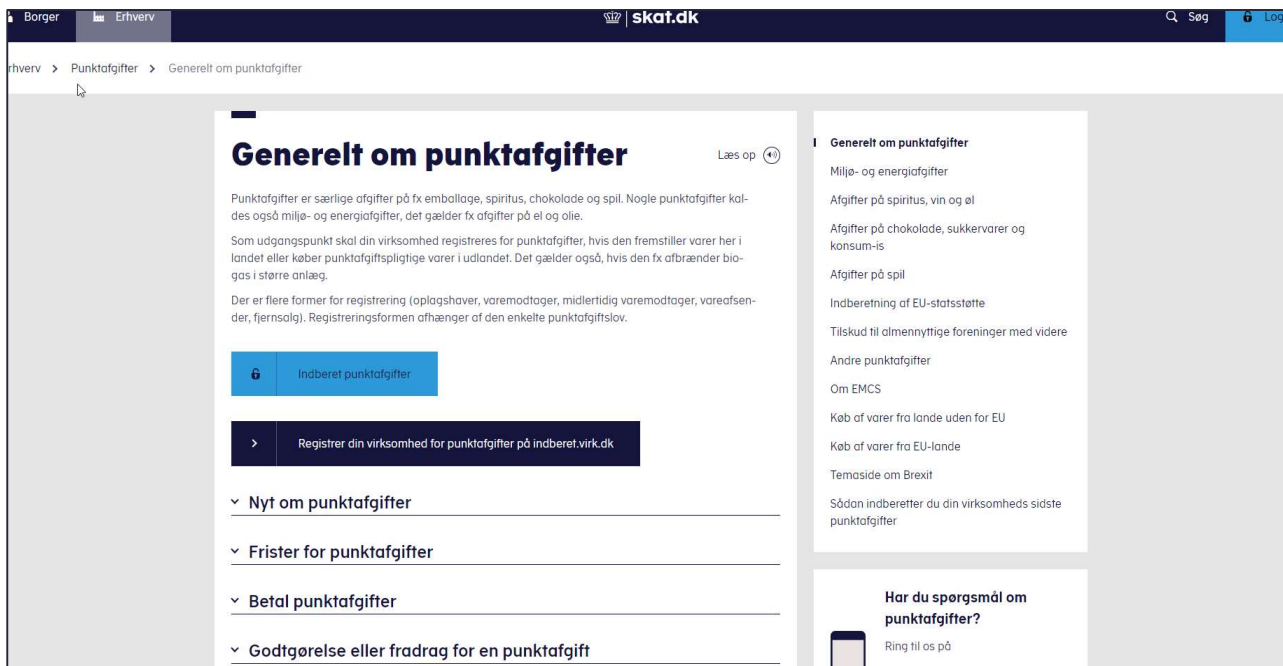 Borger
Erhverv
skat.dk
Søg
Log
rhverv > Punktafgifter > Generelt om punktafgifter
Generelt om punktafgifter
Læs op
Punktafgifter er særlige afgifter på fx emballage, spiritus, chokolade og spil. Nogle punktafgifter kal-
des også miljø- og energiafgifter, det gælder fx afgifter på el og olie.
Som udgangspunkt skal din virksomhed registreres for punktafgifter, hvis den fremstiller varer her i
landet eller køber punktafgiftspligtige varer i udlandet. Det gælder også, hvis den fx afbrænder bio-
gas i større anlæg.
Der er flere former for registrering (oplagshaver, varemodtager, midlertidig varemodtager, vareafsen-
der, fjernsalg). Registreringsformen afhænger af den enkelte punktafgiftslov.
Indberet punktafgifter
Registrer din virksomhed for punktafgifter på indberet.virk.dk
Nyt om punktafgifter
Frister for punktafgifter
Betal punktafgifter
Godtgørelse eller fradrag for en punktafgift
Generelt om punktafgifter
Miljø- og energiafgifter
Afgifter på spiritus, vin og øl
Afgifter på chokolade, sukkervarer og
konsum-is
Afgifter på spil
Indberetning af EU-statsstøtte
Tilskud til almennyttige foreninger med videre
Andre punktafgifter
Om EMCS
Køb af varer fra lande uden for EU
Køb af varer fra EU-lande
Temaside om Brexit
Sådan indberetter du din virksomheds sidste
punktafgifter
Har du spørgsmål om
punktafgifter?
Ring til os på